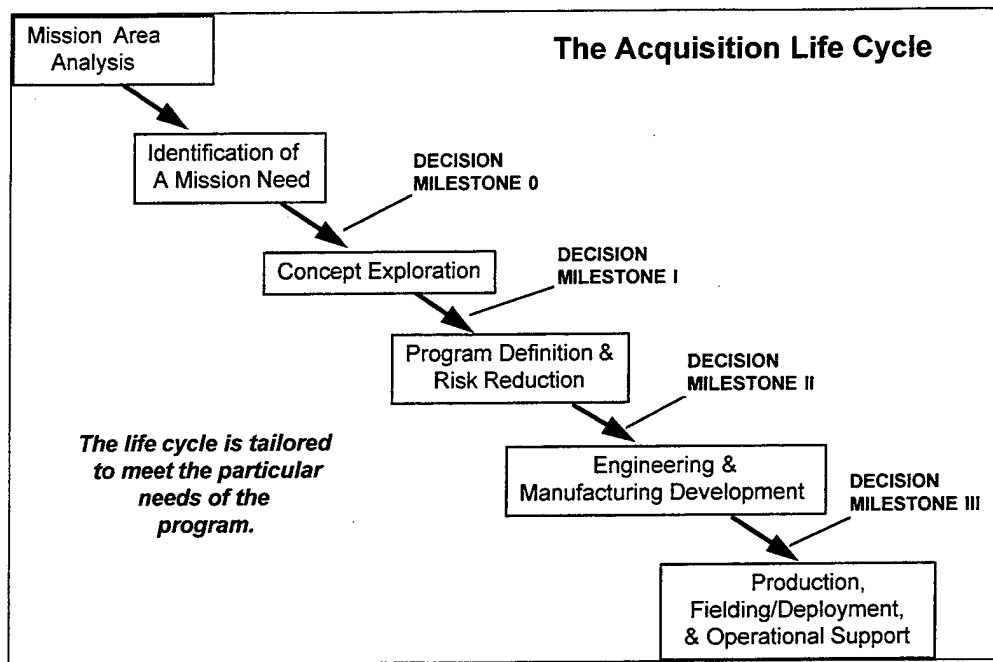 Mission Area
Analysis
The Acquisition Life Cycle
Identification of
A Mission Need
DECISION
MILESTONE 0
Concept Exploration
DECISION
MILESTONE I
Program Definition &
Risk Reduction
DECISION
MILESTONE II
The life cycle is tailored
to meet the particular
needs of the
program.
Engineering &
Manufacturing Development
DECISION
MILESTONE III
Production,
Fielding/Deployment,
& Operational Support